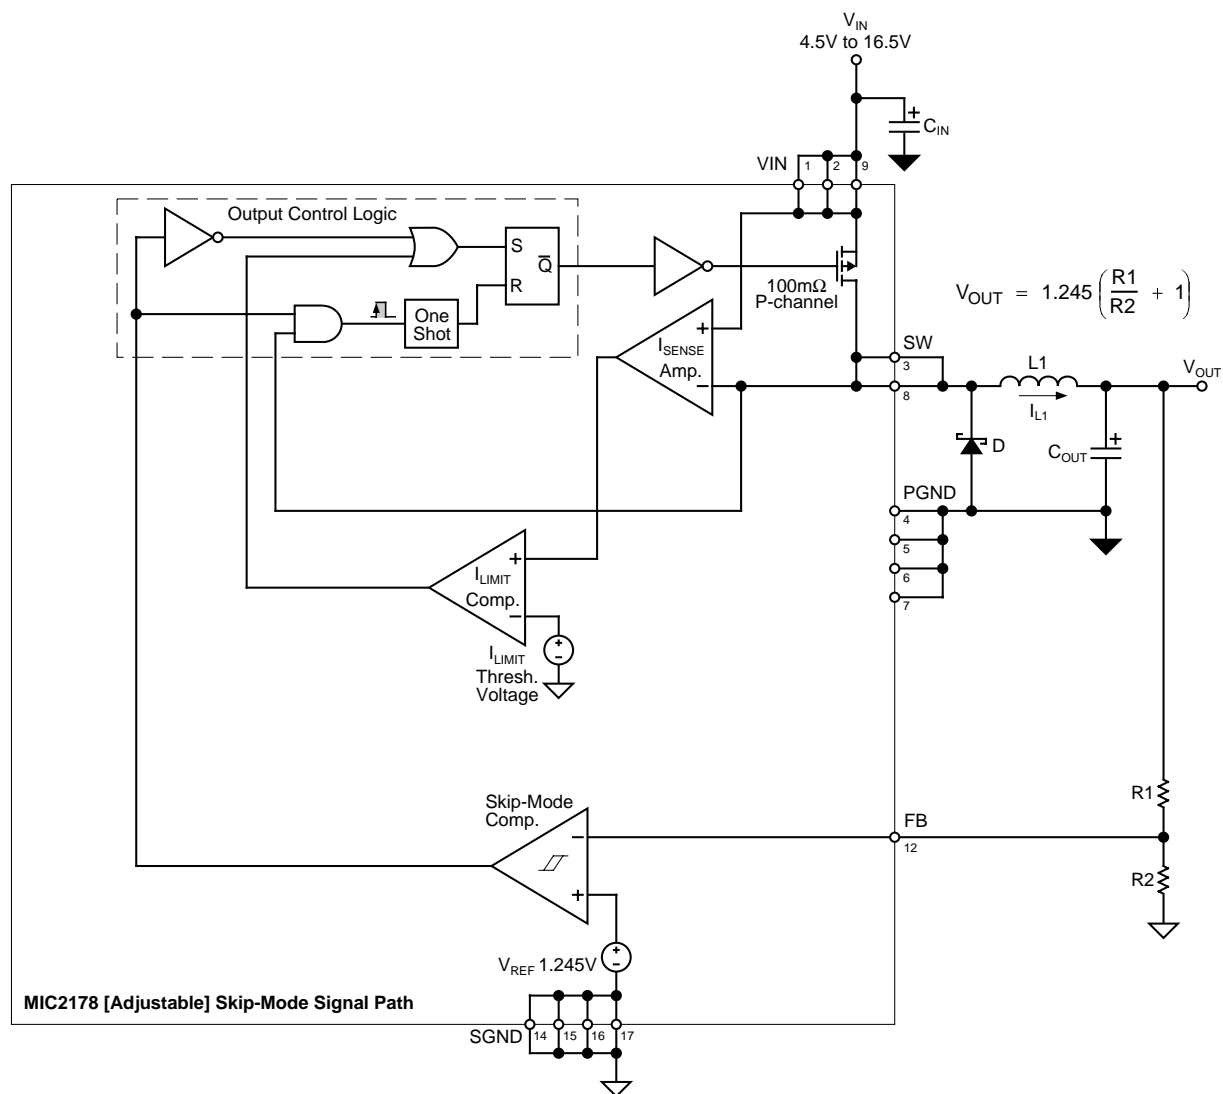 V_IN
4.5V to 16.5V
+
C_IN
VIN
1 2 9
Output Control Logic
S
Q̅
R
One
Shot
100mΩ
P-channel
V_OUT = 1.245 (R1/R2 + 1)
+
I_SENSE
Amp.
−
SW
3
8
L1
I_L1
V_OUT
D
+
C_OUT
PGND
4
5
6
7
+
I_LIMIT
Comp.
−
+
−
I_LIMIT
Thresh.
Voltage
R1
Skip-Mode
Comp.
−
+
FB
12
R2
+
−
V_REF 1.245V
MIC2178 [Adjustable] Skip-Mode Signal Path
SGND
14 15 16 17